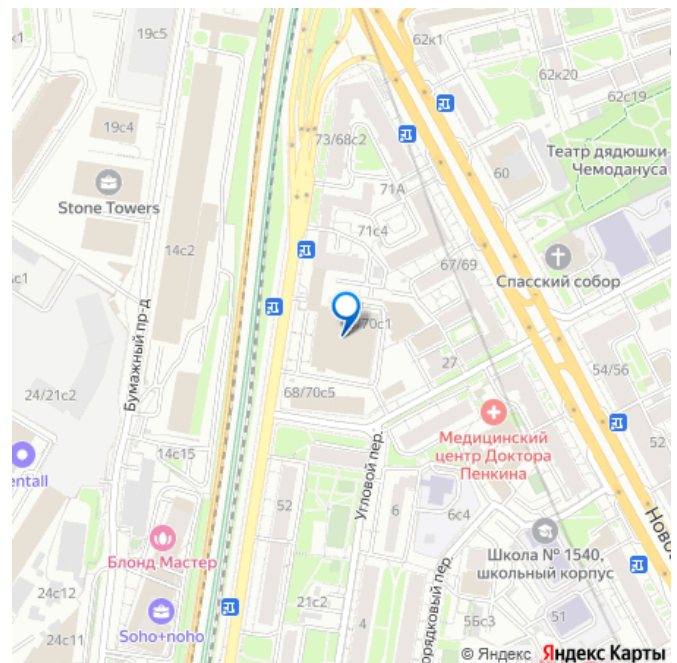 19с5
62к1
62к20
62с19
19с4
73/68с2
Театр дядюшки
Чемодануса
60
71А
Stone Towers
71с4
14с2
67/69
Спасский собор
с1
70с1
Бумажный пр-д
27
54/56
24/21с2
68/70с5
Медицинский
центр Доктора
Пенкина
52
14с15
entall
Угловой пер.
52
6
6с4
Ново
Школа № 1540,
школьный корпус
Блонд Мастер
24с12
21с2
4
орядковый пер.
55с3
51
Soho+noho
24с11
© Яндекс Яндекс Карты